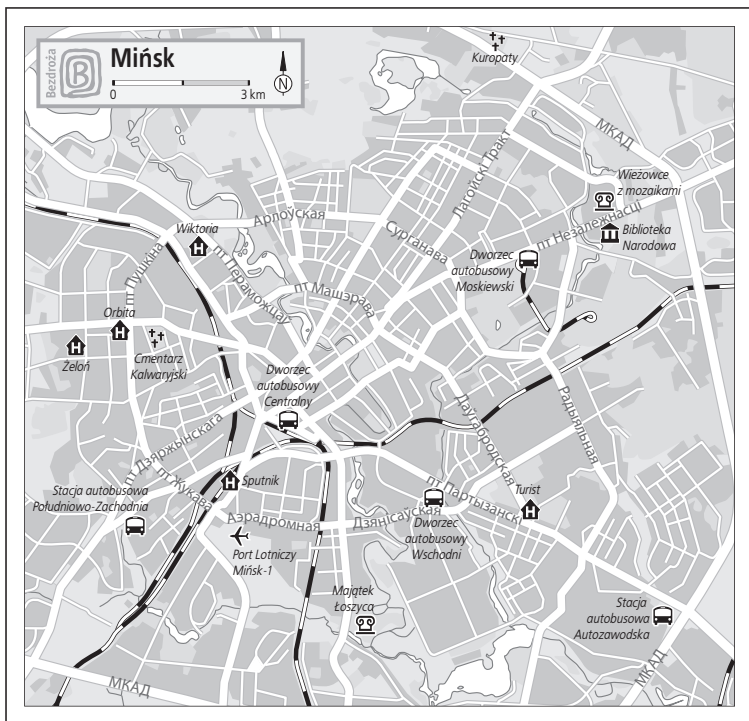 Bezdroża
B
Mińsk
0
3 km
N
Kuropaty
МКАД
Лагойскі Тракт
Wieżowce
z mozaikami
пт Незалежнасці
Biblioteka
Narodowa
Арлоўская
Сурганава
Wiktoria
H
пт Пушкіна
пт Пераможцаў
пт Машэрава
Dworzec
autobusowy
Moskiewski
Orbita
H
Żeloń
H
Cmentarz
Kalwaryjski
Dworzec
autobusowy
Centralny
пт Дзяржынскага
пт Жукава
Даўгабродская
Радыяльная
Stacja autobusowa
Południowo-Zachodnia
H
Sputnik
пт Партызанскі
Turist
H
Аэрадромная
Дзянісаўская
Dworzec
autobusowy
Wschodni
Port Lotniczy
Mińsk-1
Majątek
Łoszyca
Stacja
autobusowa
Autozawodska
МКАД
МКАД